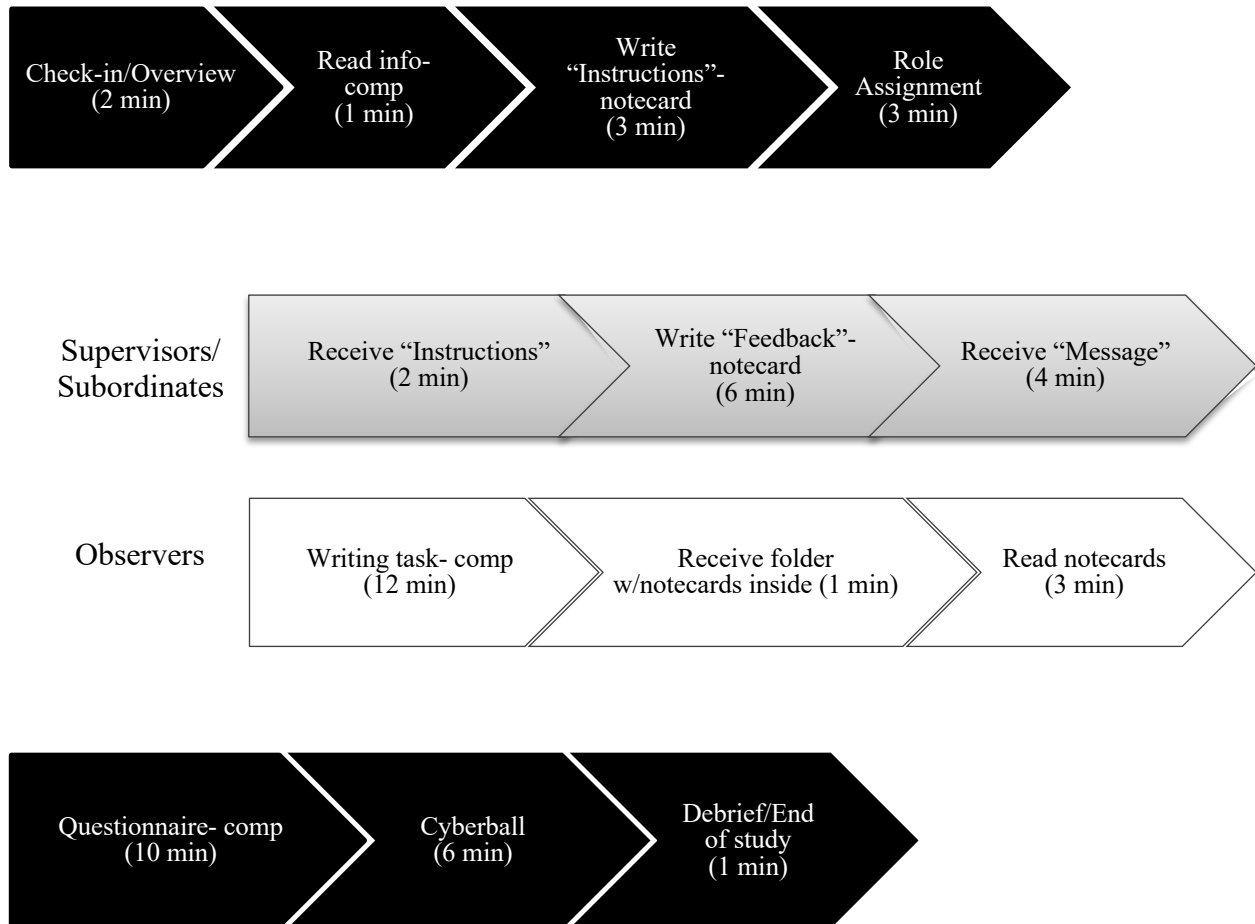 Check-in/Overview
(2 min)
Read info-
comp
(1 min)
Write
“Instructions”-
notecard
(3 min)
Role
Assignment
(3 min)
Supervisors/
Subordinates
Receive “Instructions”
(2 min)
Write “Feedback”-
notecard
(6 min)
Receive “Message”
(4 min)
Observers
Writing task- comp
(12 min)
Receive folder
w/notecards inside (1 min)
Read notecards
(3 min)
Questionnaire- comp
(10 min)
Cyberball
(6 min)
Debrief/End
of study
(1 min)